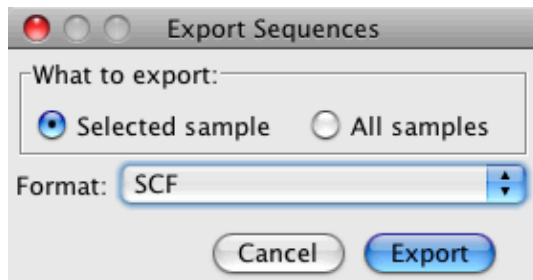 Export Sequences
What to export:
Selected sample All samples
Format: SCF
Cancel Export